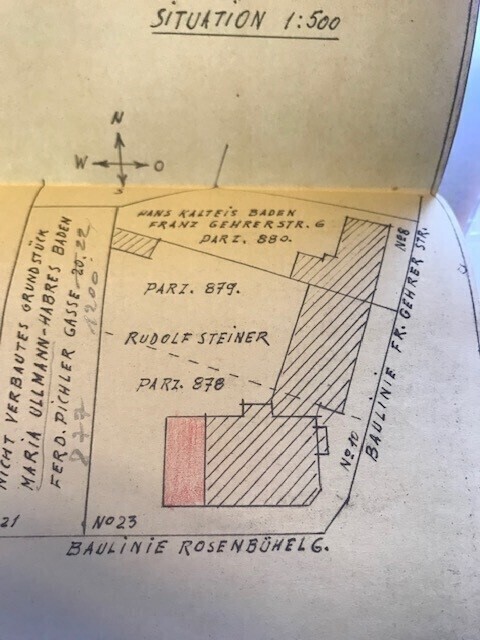 SITUATION 1:500
N
W O
S
HANS KALTEIS BADEN
FRANZ GEHRERSTR. 6
PARZ. 880.
No8
PARZ. 879.
RUDOLF STEINER
PARZ. 878
No10
BAULINIE FR. GEHRER STR.
NICHT VERBAUTES GRUNDSTÜCK
MARIA ULLMANN-HABRES BADEN
FERD. PICHLER GASSE 20.22
1200.
877
21
No23
BAULINIE ROSENBÜHELG.